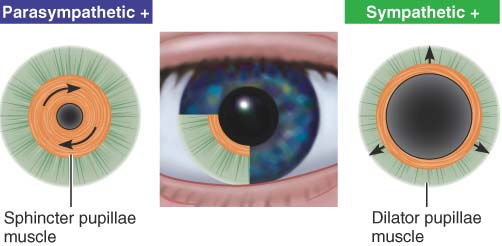 Parasympathetic +
Sympathetic +
Sphincter pupillae
muscle
Dilator pupillae
muscle